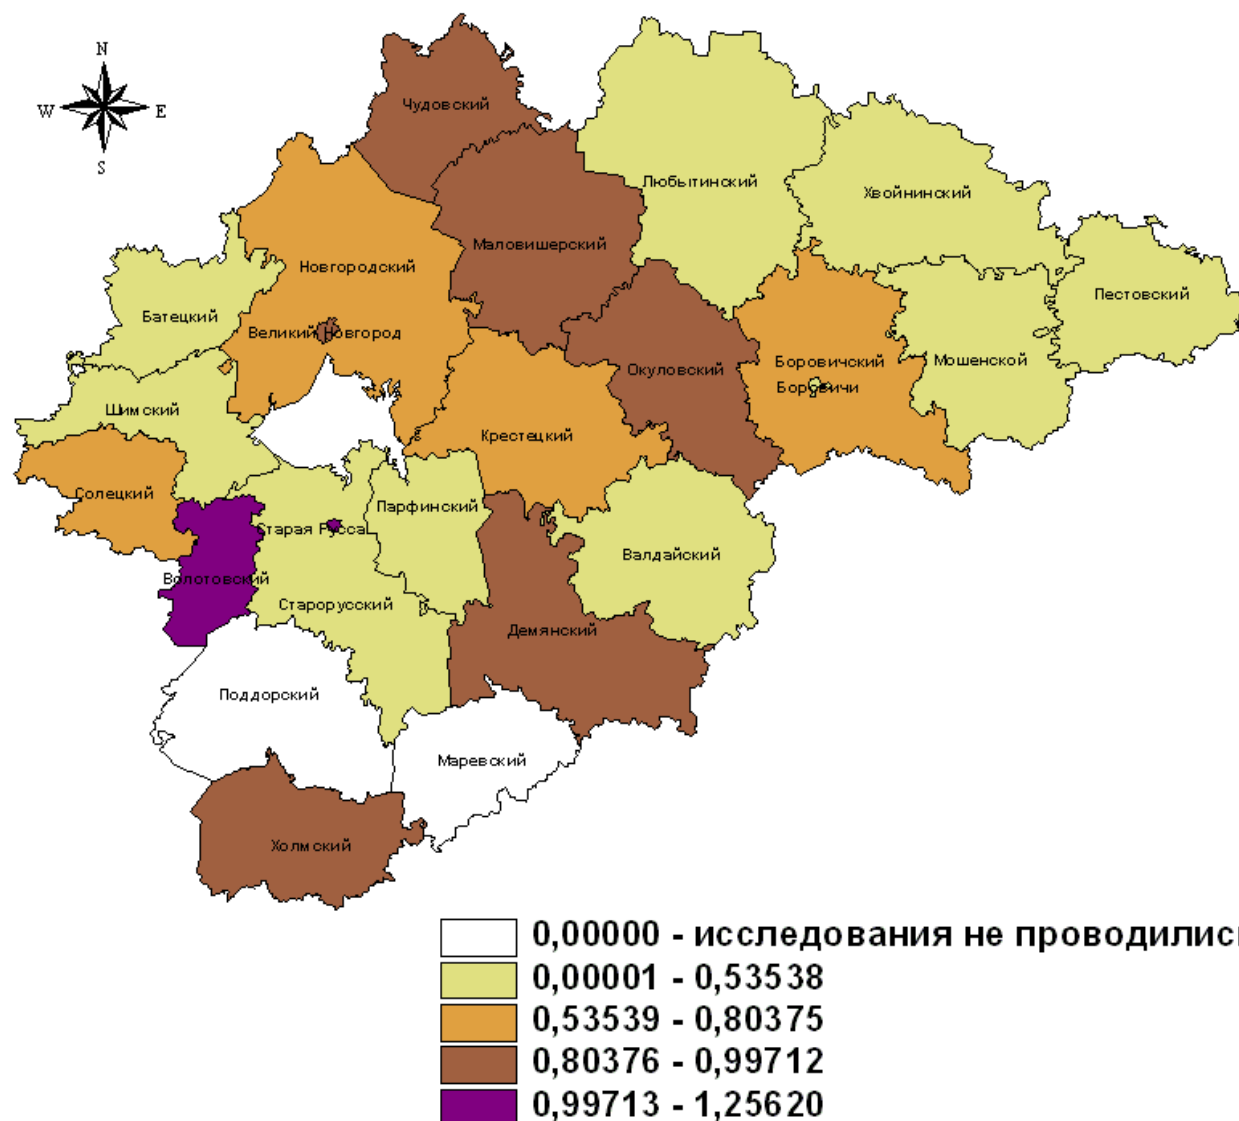 N
W E
S
Чудовский
Любытинский
Хвойнинский
Маловишерский
Новгородский
Пестовский
Батецкий
Великий Новгород
Боровичский
Мошенской
Окуловский
Боровичи
Шимский
Крестецкий
Солецкий
Парфинский
Старая Русса
Валдайский
Волотовский
Старорусский
Демянский
Поддорский
Маревский
Холмский
0,00000 - исследования не проводилис
0,00001 - 0,53538
0,53539 - 0,80375
0,80376 - 0,99712
0,99713 - 1,25620